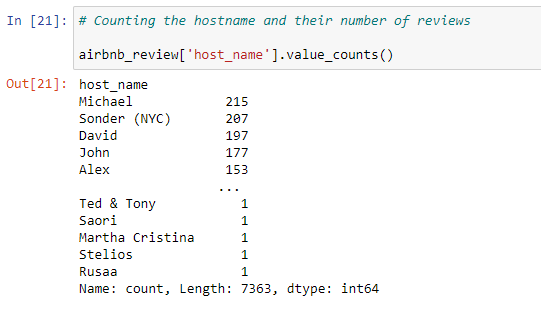 In [21]: # Counting the hostname and their number of reviews
airbnb_review['host_name'].value_counts()
Out[21]: host_name
Michael 215
Sonder (NYC) 207
David 197
John 177
Alex 153
...
Ted & Tony 1
Saori 1
Martha Cristina 1
Stelios 1
Rusaa 1
Name: count, Length: 7363, dtype: int64